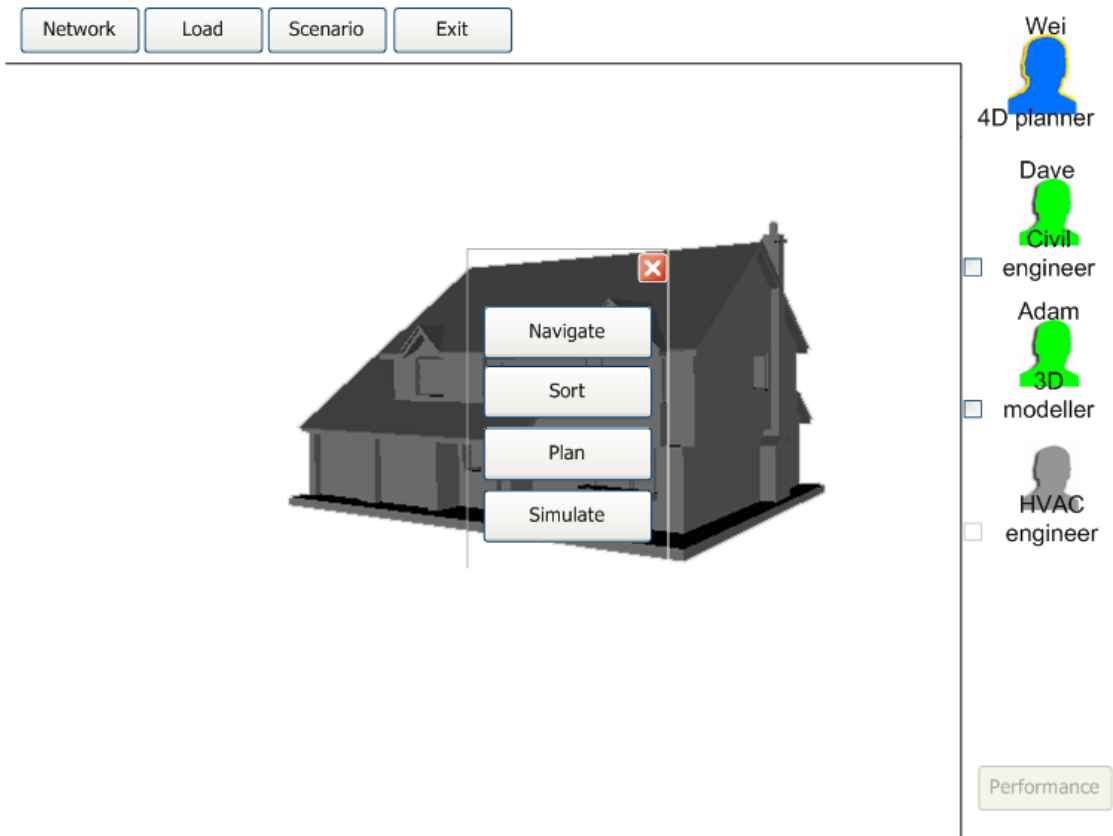 Network
Load
Scenario
Exit
Navigate
Sort
Plan
Simulate
Wei
4D planner
Dave
Civil
engineer
Adam
3D
modeller
HVAC
engineer
Performance